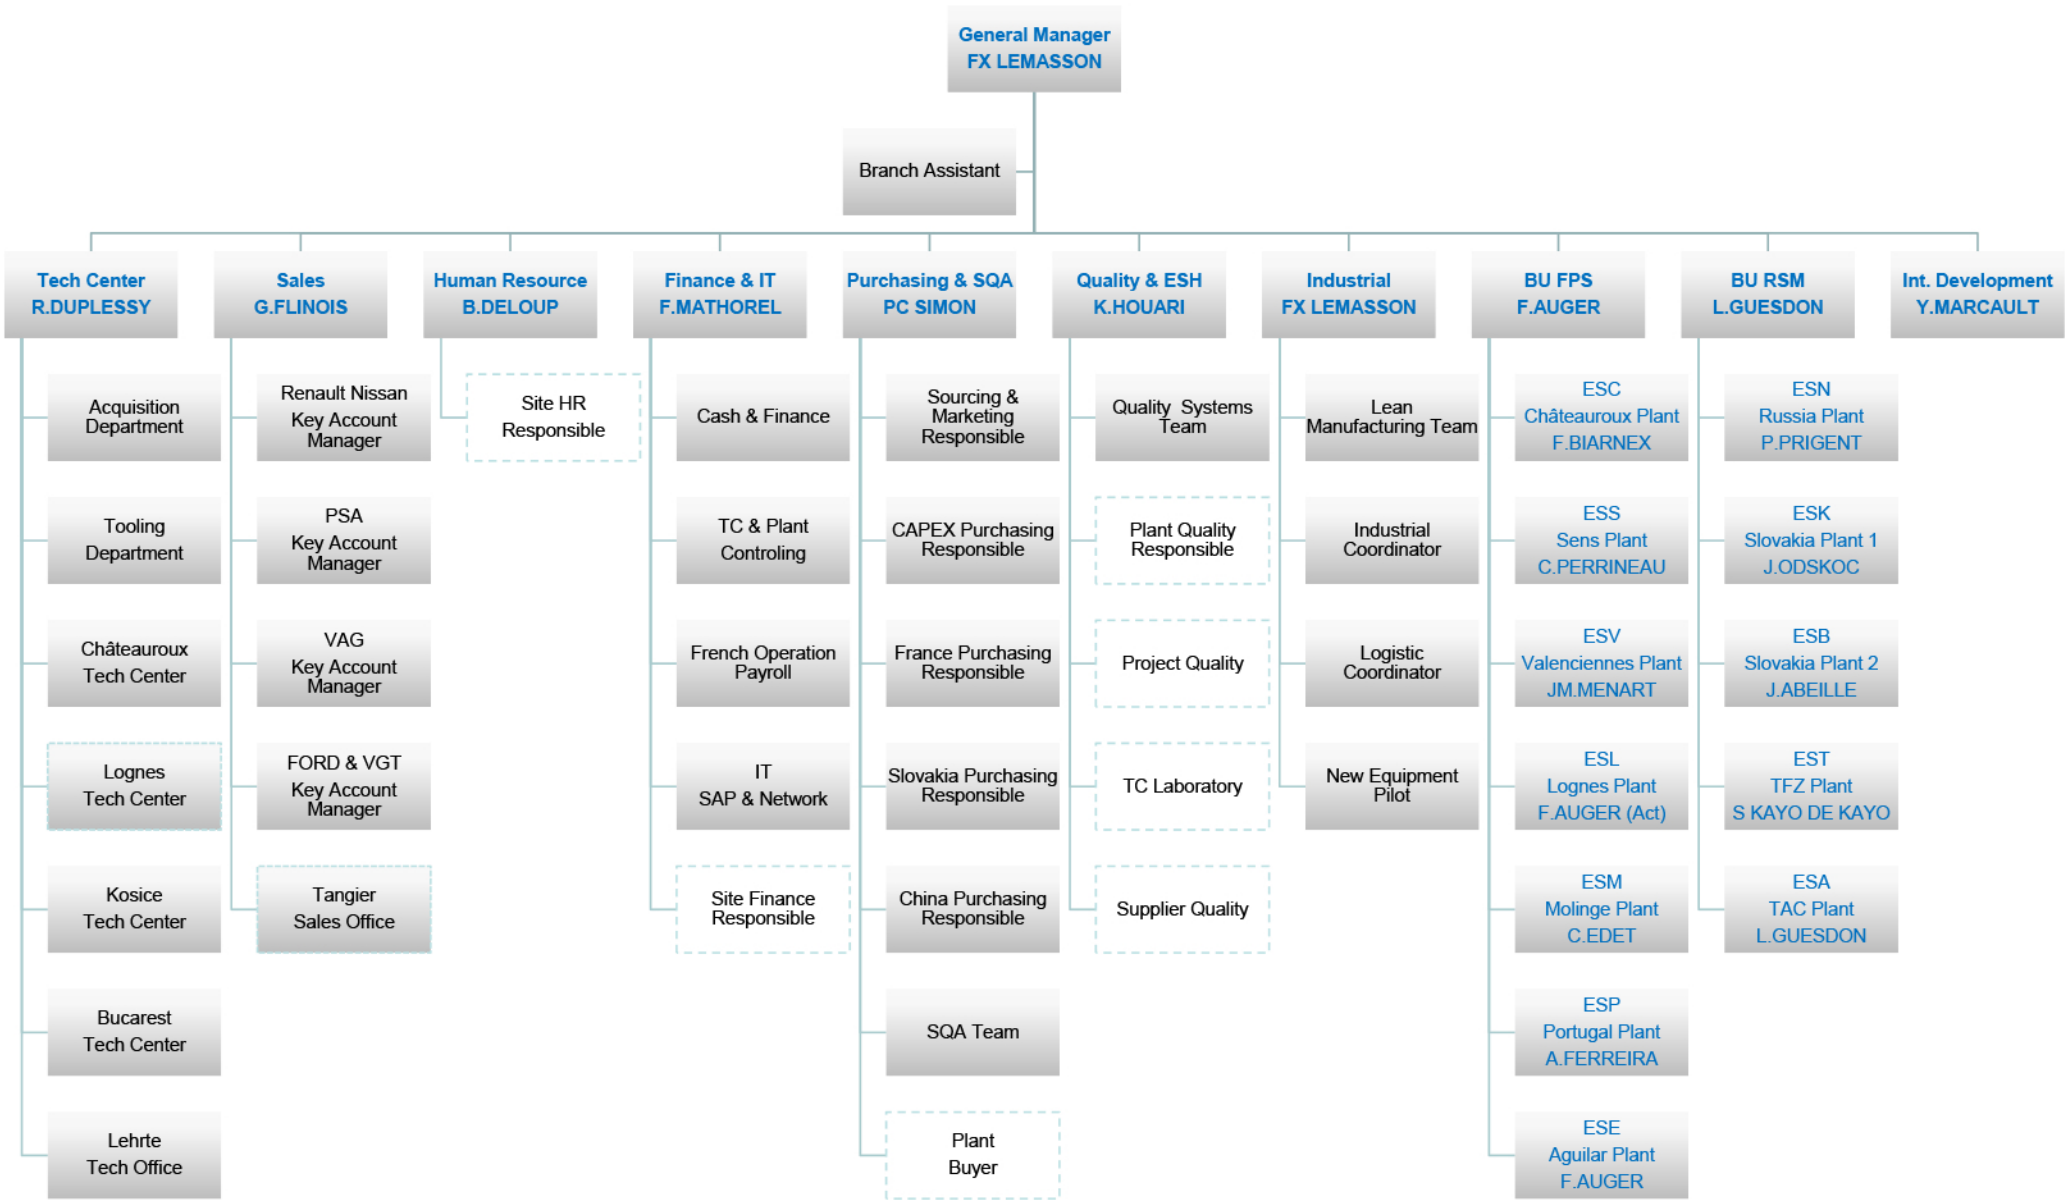 General Manager
FX LEMASSON
Branch Assistant
Tech Center
R.DUPLESSY
Sales
G.FLINOIS
Human Resource
B.DELOUP
Finance & IT
F.MATHOREL
Purchasing & SQA
PC SIMON
Quality & ESH
K.HOUARI
Industrial
FX LEMASSON
BU FPS
F.AUGER
BU RSM
L.GUESDON
Int. Development
Y.MARCAULT
Acquisition
Department
Tooling
Department
Châteauroux
Tech Center
Lognes
Tech Center
Kosice
Tech Center
Bucarest
Tech Center
Lehrte
Tech Office
Renault Nissan
Key Account
Manager
PSA
Key Account
Manager
VAG
Key Account
Manager
FORD & VGT
Key Account
Manager
Tangier
Sales Office
Site HR
Responsible
Cash & Finance
TC & Plant
Controling
French Operation
Payroll
IT
SAP & Network
Site Finance
Responsible
Sourcing &
Marketing
Responsible
CAPEX Purchasing
Responsible
France Purchasing
Responsible
Slovakia Purchasing
Responsible
China Purchasing
Responsible
SQA Team
Plant
Buyer
Quality Systems
Team
Plant Quality
Responsible
Project Quality
TC Laboratory
Supplier Quality
Lean
Manufacturing Team
Industrial
Coordinator
Logistic
Coordinator
New Equipment
Pilot
ESC
Châteauroux Plant
F.BIARNEX
ESS
Sens Plant
C.PERRINEAU
ESV
Valenciennes Plant
JM.MENART
ESL
Lognes Plant
F.AUGER (Act)
ESM
Molinge Plant
C.EDET
ESP
Portugal Plant
A.FERREIRA
ESE
Aguilar Plant
F.AUGER
ESN
Russia Plant
P.PRIGENT
ESK
Slovakia Plant 1
J.ODSKOC
ESB
Slovakia Plant 2
J.ABEILLE
EST
TFZ Plant
S KAYO DE KAYO
ESA
TAC Plant
L.GUESDON